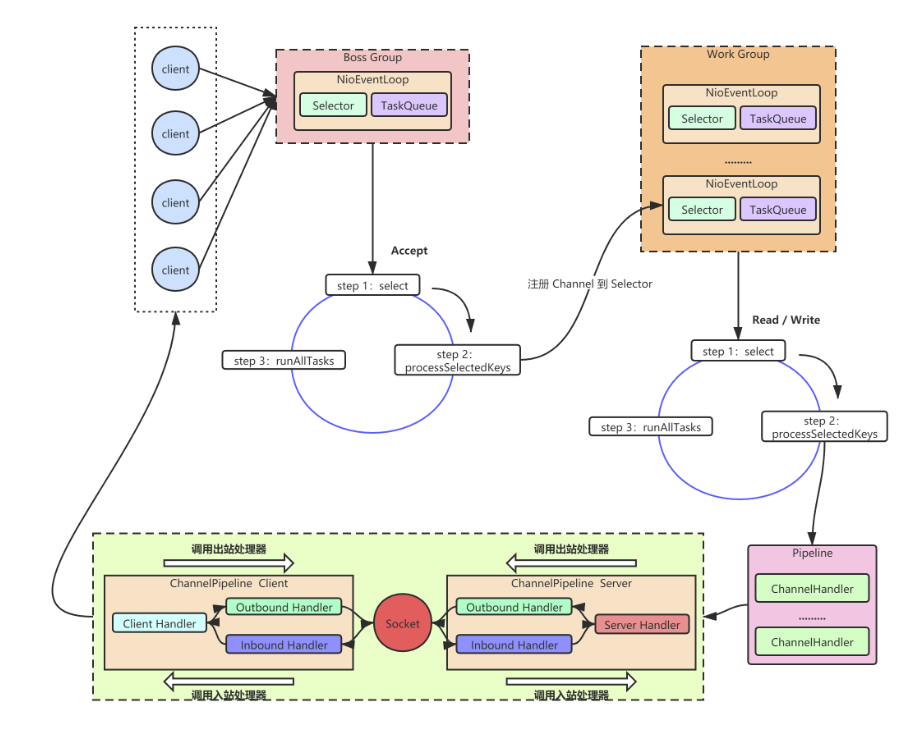 client
client
client
client
Boss Group
NioEventLoop
Selector
TaskQueue
Work Group
NioEventLoop
Selector
TaskQueue
.........
NioEventLoop
Selector
TaskQueue
Accept
step 1：select
step 2：
processSelectedKeys
step 3：runAllTasks
注册 Channel 到 Selector
Read / Write
step 1：select
step 2：
processSelectedKeys
step 3：runAllTasks
调用出站处理器
调用出站处理器
ChannelPipeline Client
Client Handler
Outbound Handler
Inbound Handler
Socket
ChannelPipeline Server
Outbound Handler
Inbound Handler
Server Handler
调用入站处理器
调用入站处理器
Pipeline
ChannelHandler
.........
ChannelHandler